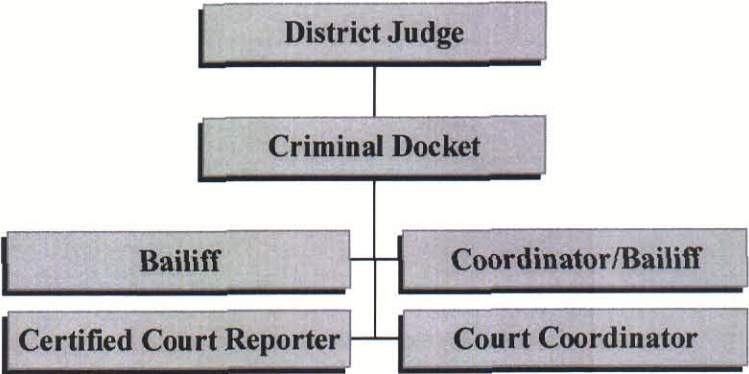 District Judge
Criminal Docket
Bailiff
Coordinator/Bailiff
Certified Court Reporter
Court Coordinator